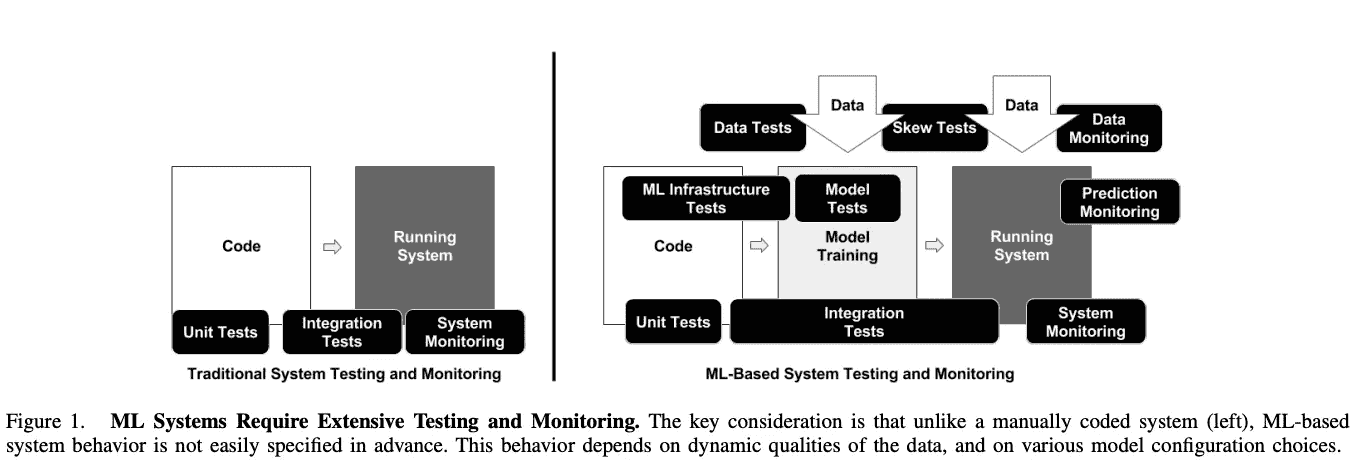 Code
Running
System
Unit Tests
Integration
Tests
System
Monitoring
Traditional System Testing and Monitoring
Data
Data
Data Tests
Skew Tests
Data
Monitoring
ML Infrastructure
Tests
Model
Tests
Prediction
Monitoring
Code
Model
Training
Running
System
Unit Tests
Integration
Tests
System
Monitoring
ML-Based System Testing and Monitoring
Figure 1. ML Systems Require Extensive Testing and Monitoring. The key consideration is that unlike a manually coded system (left), ML-based
system behavior is not easily specified in advance. This behavior depends on dynamic qualities of the data, and on various model configuration choices.